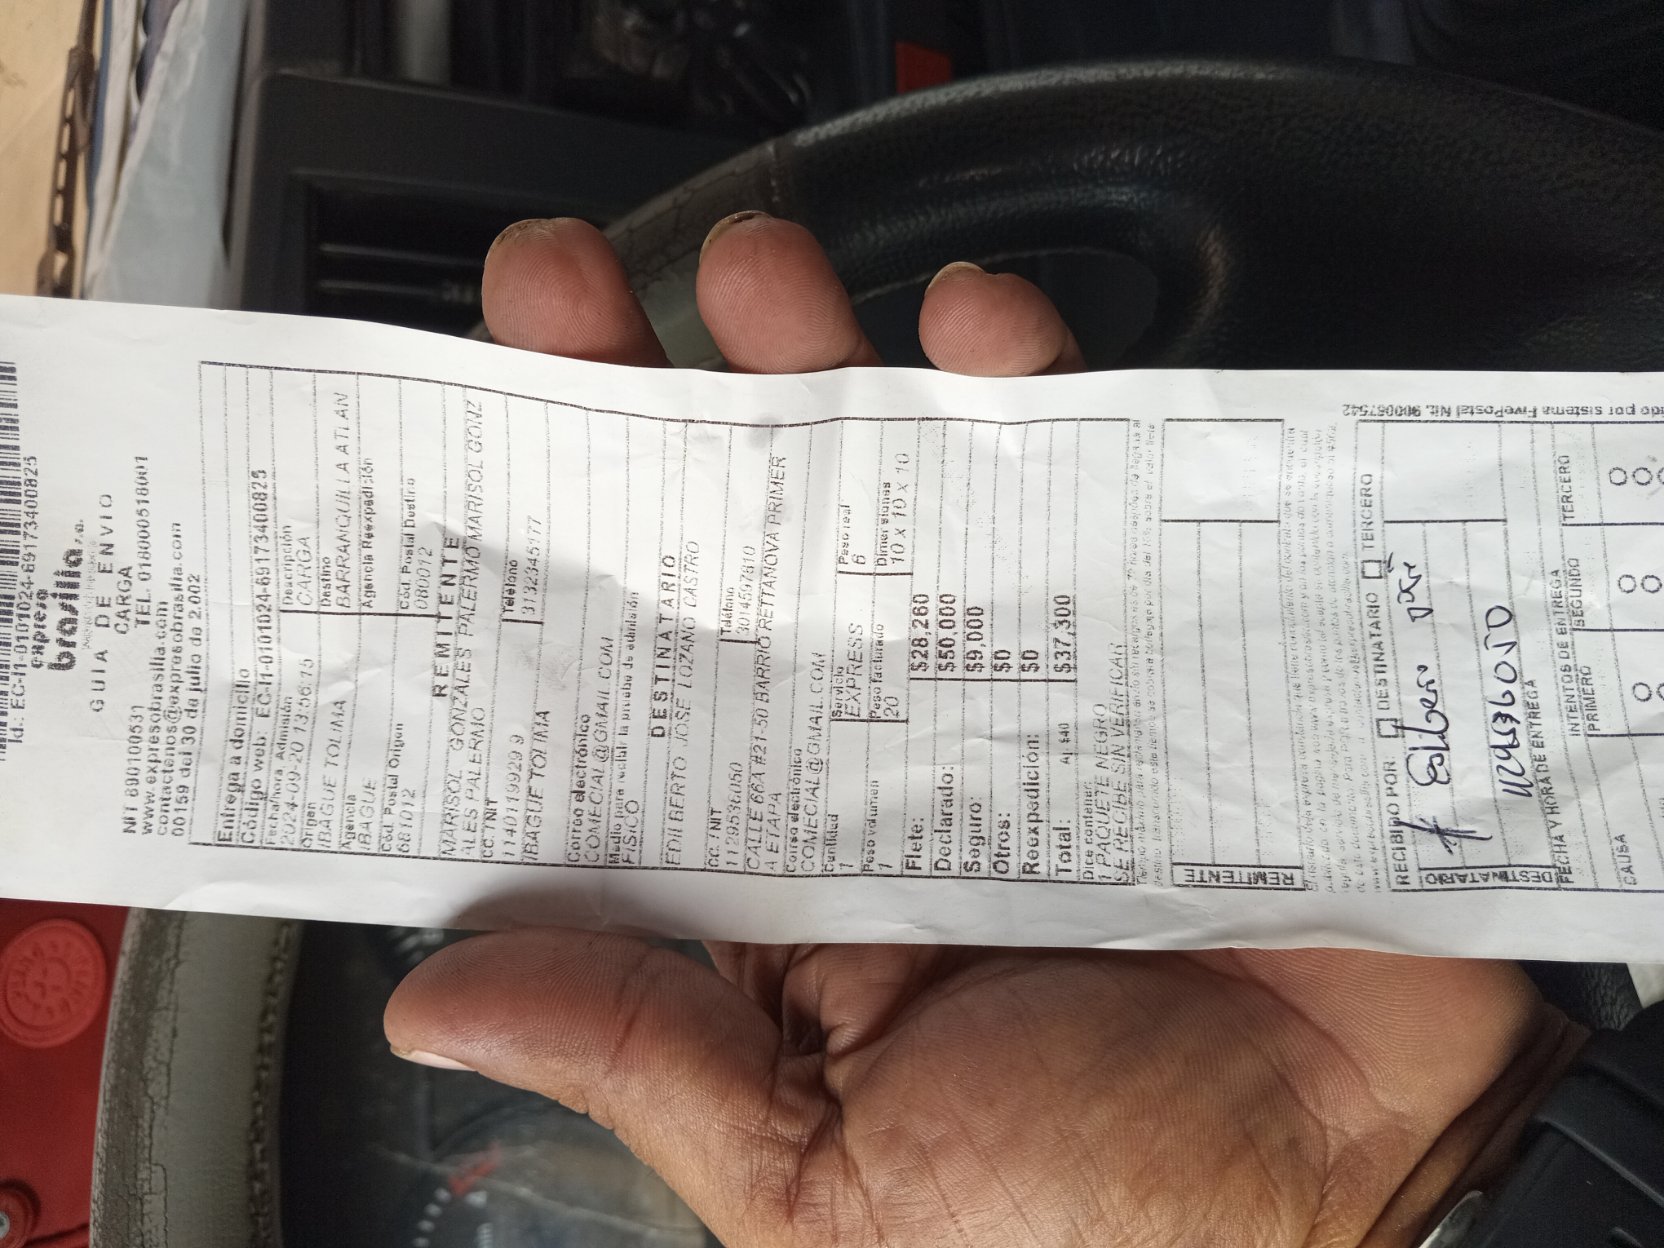 Id.: EC-I1-0101024-69173400825
expreso
brasilia s.a.
GUIA DE ENVIO
CARGA
NIT 890100531 TEL. 018000518001
www.expresobrasilia.com
contactenos@expresobrasilia.com
00159 del 30 de julio de 2.002
Entrega a domicilio
Código web: EC-I1-0101024-69173400825
Fecha/hora Admisión Descripción
2024-09-20 13:56:15 CARGA
Origen Destino
IBAGUE TOLIMA BARRANQUILLA ATLAN
Agencia Agencia Reexpedición
IBAGUE
Cód. Postal Origen Cód. Postal Destino
681012 080012
REMITENTE
MARISOL GONZALES PALERMO MARISOL GONZ
ALES PALERMO
CC. / NIT Teléfono
1140119929 9 3132345177
IBAGUE TOLIMA
Correo electrónico
COMECIAL@GMAIL.COM
Medio para recibir la prueba de admisión
FISICO
DESTINATARIO
EDILBERTO JOSE LOZANO CASTRO
CC. / NIT Teléfono
1129536050 3014597810
CALLE 66A #21-50 BARRIO RETTANOVA PRIMER
A ETAPA
Correo electrónico
COMECIAL@GMAIL.COM
Cantidad Servicio Peso real
1 EXPRESS 6
Peso volumen Peso facturado Dimensiones
1 20 10 x 10 x 10
Flete: $28,260
Declarado: $50,000
Seguro: $9,000
Otros: $0
Reexpedición: $0
Total: $37,300
Dice contener:
1 PAQUETE NEGRO
SE RECIBE SIN VERIFICAR
REMITENTE
por sistema FivePostal Nit. 900087542
RECIBIDO POR: DESTINATARIO TERCERO
DESTINATARIO
FECHA Y HORA DE ENTREGA
INTENTOS DE ENTREGA
PRIMERO SEGUNDO TERCERO
CAUSA